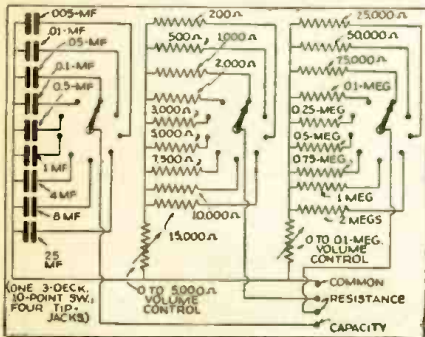 .005-MF
.01-MF
.05-MF
0.1-MF
0.5-MF
1 MF
4 MF
8 MF
25 MF
(ONE 3-DECK, 10-POINT SW.; FOUR TIP-JACKS)
200Ω
500Ω
1,000Ω
2,000Ω
3,000Ω
5,000Ω
7,500Ω
10,000Ω
15,000Ω
0 TO 5,000Ω VOLUME CONTROL
25,000Ω
50,000Ω
75,000Ω
0.1-MEG.
0.25-MEG
0.5-MEG
0.75-MEG
1 MEG
2 MEGS
0 TO 0.1-MEG. VOLUME CONTROL
COMMON
RESISTANCE
CAPACITY